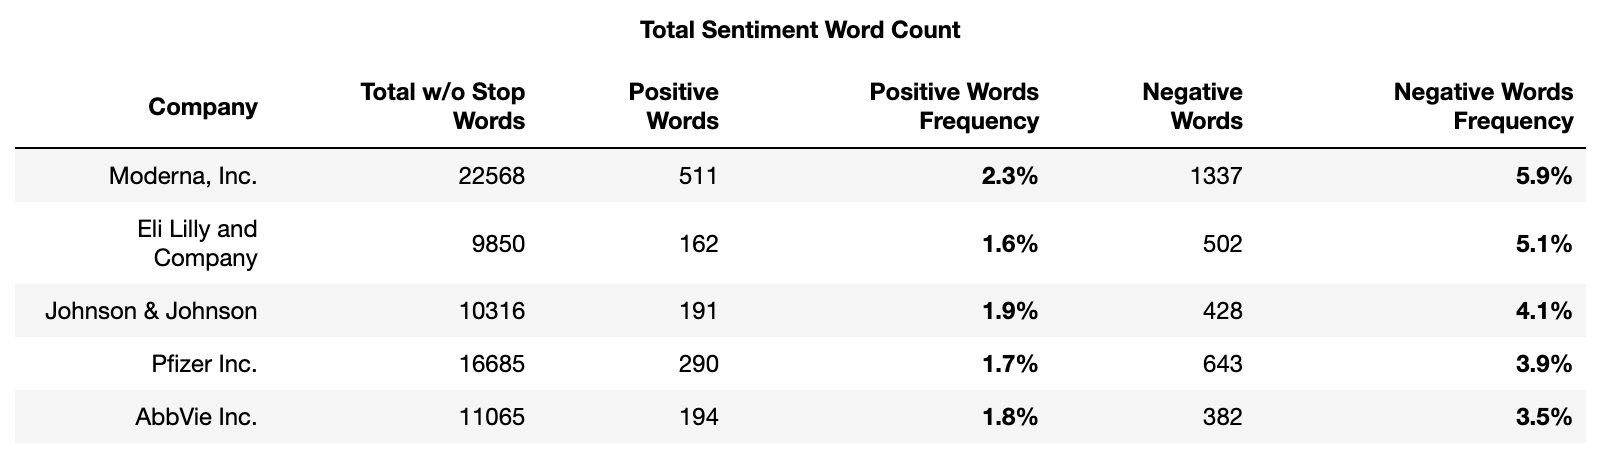 Total Sentiment Word Count
Company Total w/o Stop Words Positive Words Positive Words Frequency Negative Words Negative Words Frequency
Moderna, Inc. 22568 511 2.3% 1337 5.9%
Eli Lilly and Company 9850 162 1.6% 502 5.1%
Johnson & Johnson 10316 191 1.9% 428 4.1%
Pfizer Inc. 16685 290 1.7% 643 3.9%
AbbVie Inc. 11065 194 1.8% 382 3.5%